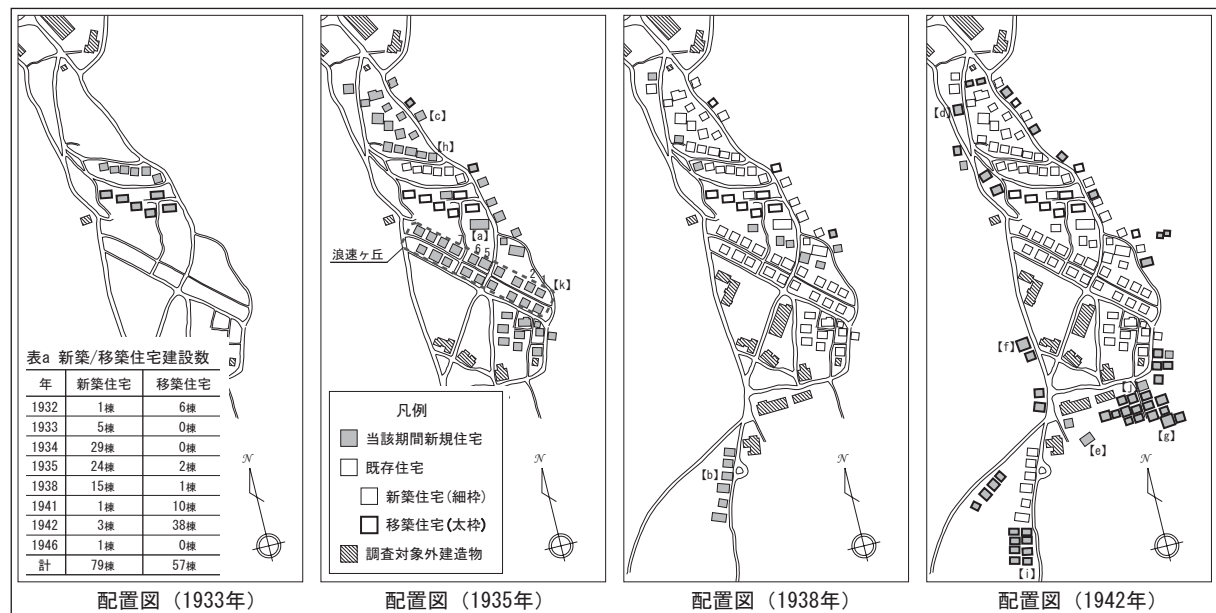 表a 新築/移築住宅建設数
年 新築住宅 移築住宅
1932 1棟 6棟
1933 5棟 0棟
1934 29棟 0棟
1935 24棟 2棟
1938 15棟 1棟
1941 1棟 10棟
1942 3棟 38棟
1946 1棟 0棟
計 79棟 57棟
N
配置図（1933年）
【c】
【h】
【a】
浪速ヶ丘
7
6
5
2
1
【k】
凡例
当該期間新規住宅
既存住宅
新築住宅(細枠)
移築住宅(太枠)
調査対象外建造物
N
配置図（1935年）
【b】
N
配置図（1938年）
【d】
【f】
【j】
【g】
【e】
【i】
N
配置図（1942年）